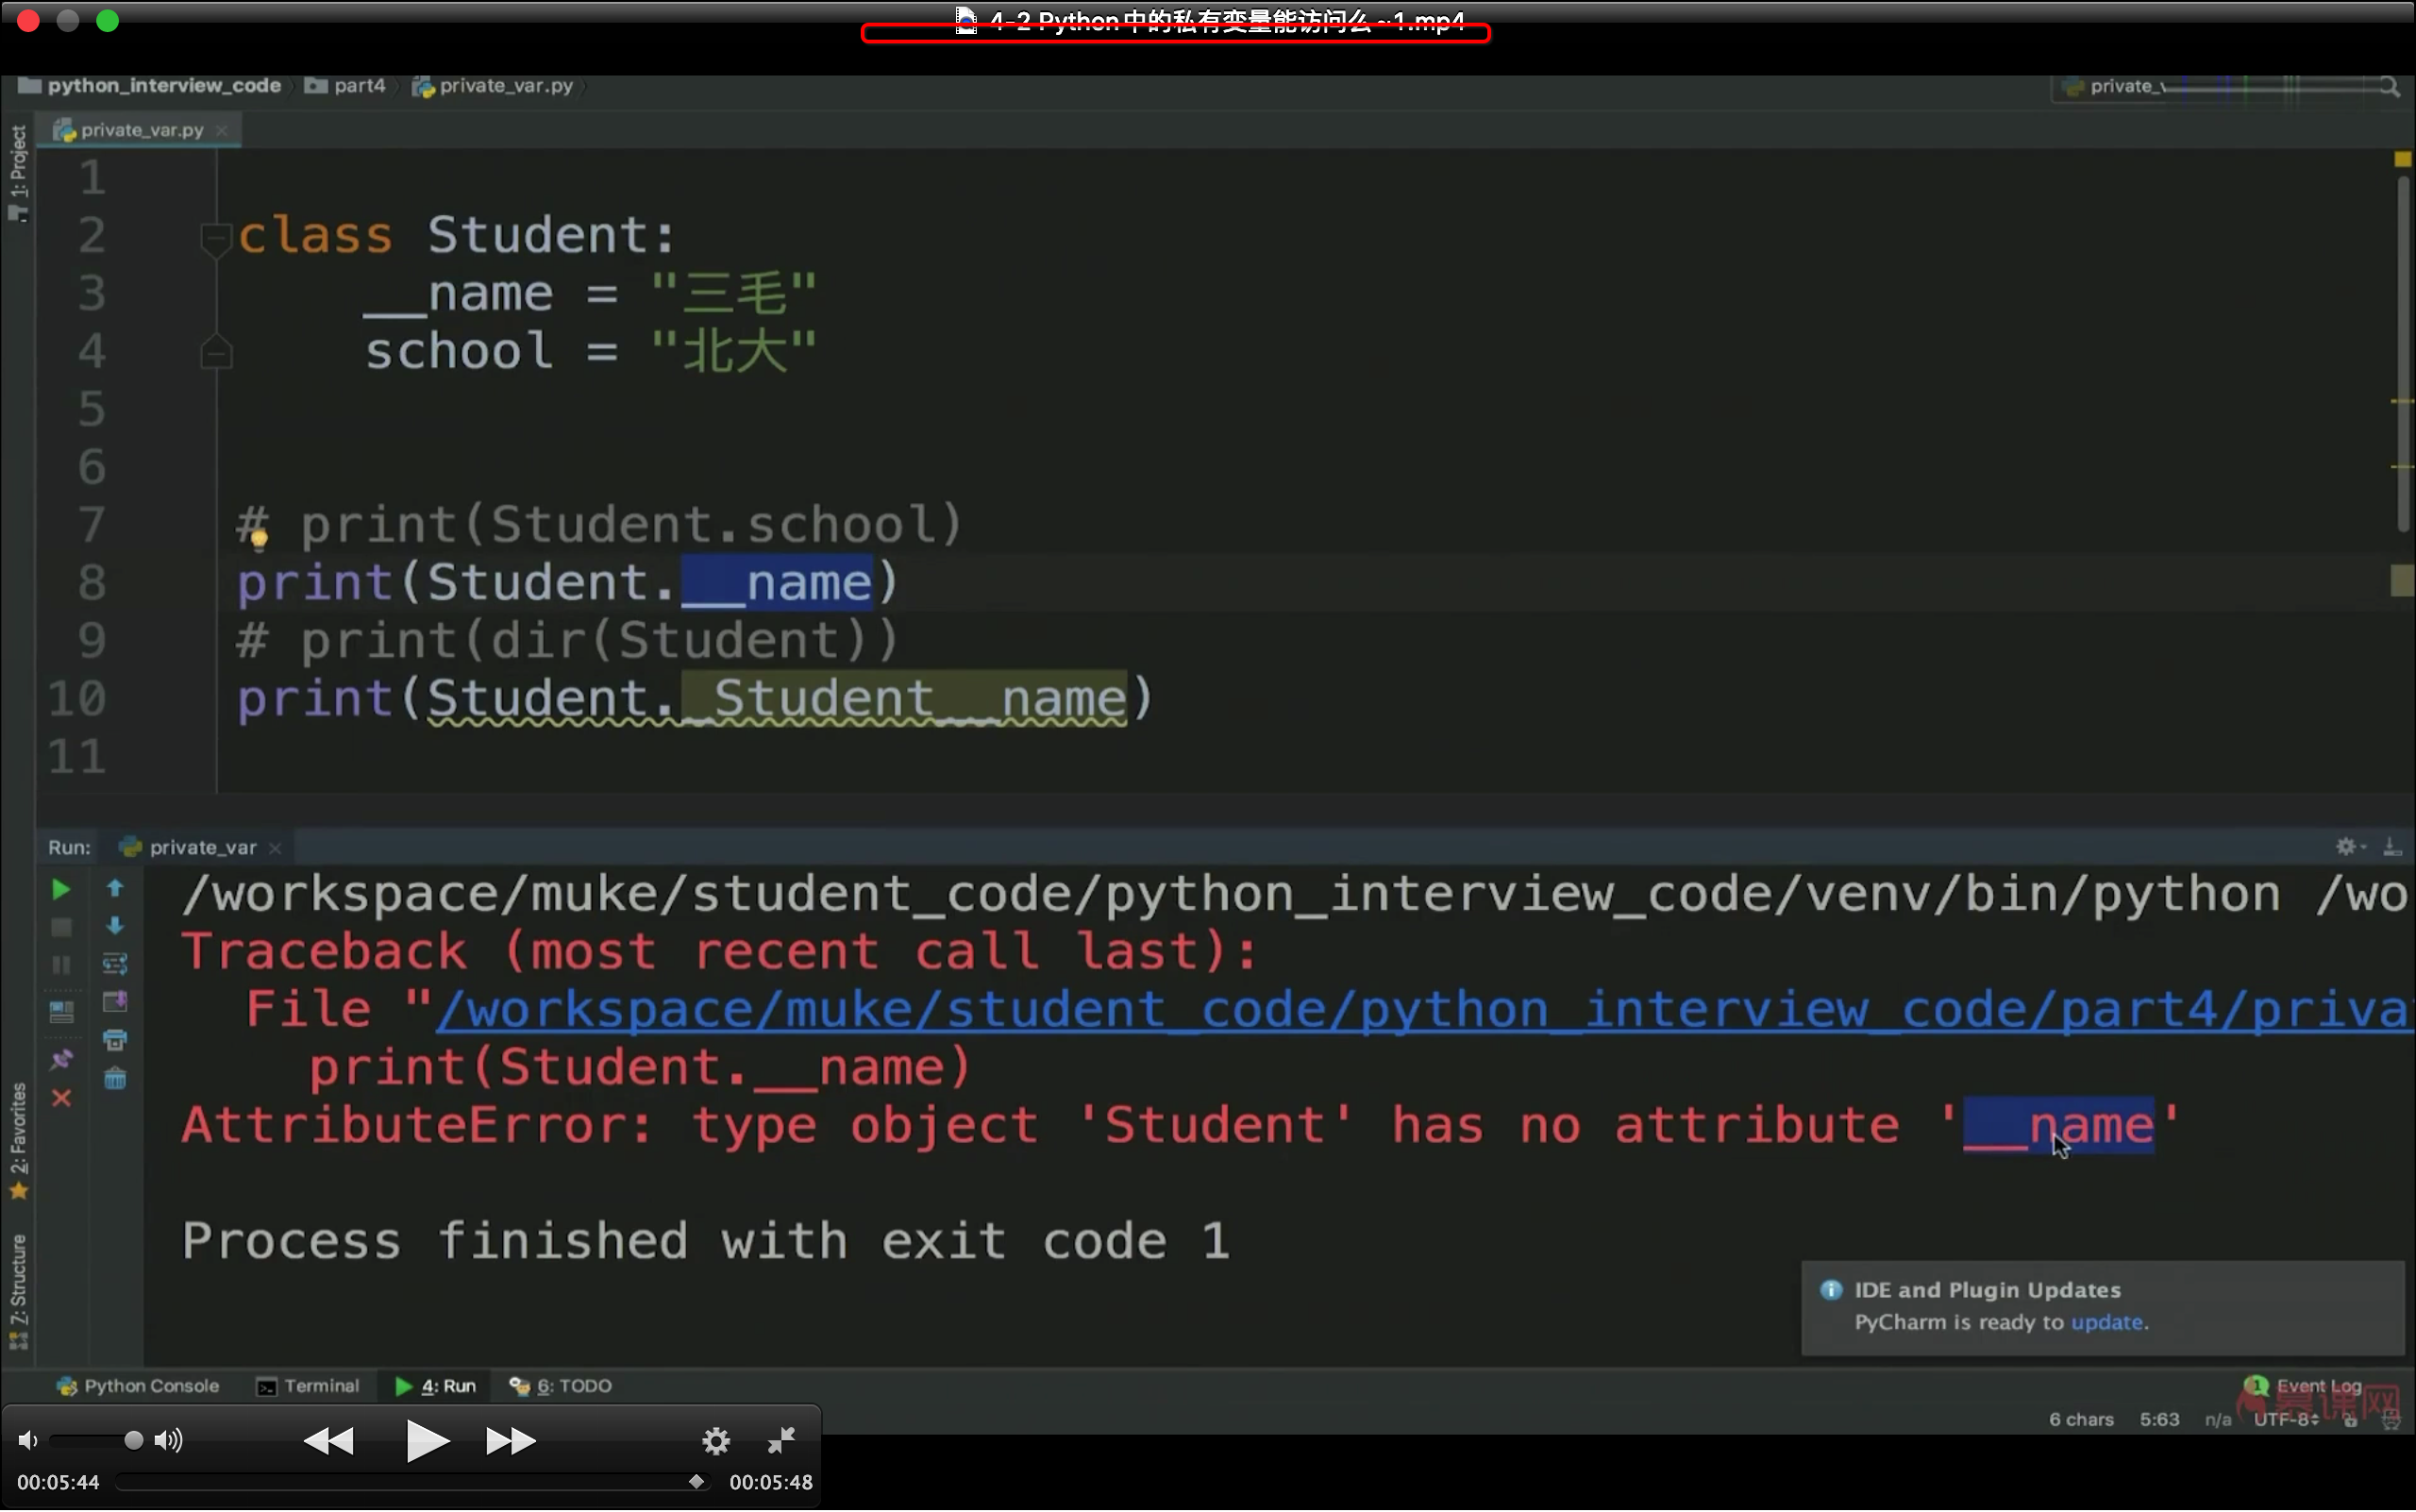 4-2 Python中的私有变量能访问么 ~1.mp4
python_interview_code part4 private_var.py
private_var.py
1: Project
1
2 class Student:
3 __name = "三毛"
4 school = "北大"
5
6
7 # print(Student.school)
8 print(Student.__name)
9 # print(dir(Student))
10 print(Student._Student__name)
11
Run: private_var
/workspace/muke/student_code/python_interview_code/venv/bin/python /wo
Traceback (most recent call last):
File "/workspace/muke/student_code/python_interview_code/part4/priva
print(Student.__name)
AttributeError: type object 'Student' has no attribute '__name'
Process finished with exit code 1
2: Favorites
Z: Structure
IDE and Plugin Updates
PyCharm is ready to update.
Python Console Terminal 4: Run 6: TODO
1 Event Log
慕课网
6 chars 5:63 n/a UTF-8
00:05:44 00:05:48